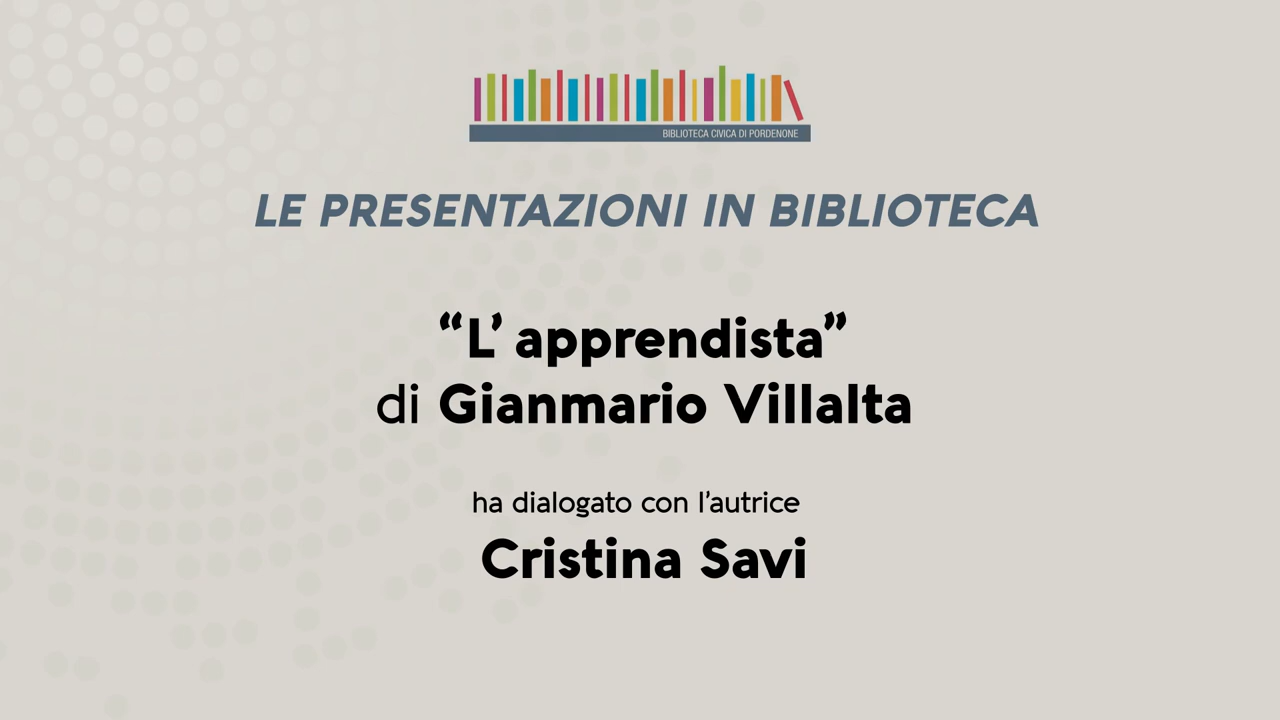 BIBLIOTECA CIVICA DI PORDENONE
LE PRESENTAZIONI IN BIBLIOTECA
“L’ apprendista”
di Gianmario Villalta
ha dialogato con l’autrice
Cristina Savi